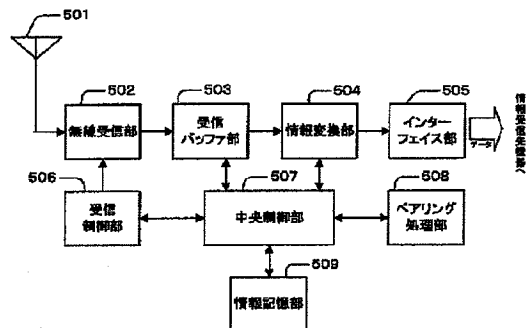 501
502
503
504
505
無線受信部
受信
バッファ部
情報変換部
インター
フェイス部
データ
情報受信先機器へ
506
507
508
受信
制御部
中央制御部
ペアリング
処理部
509
情報記憶部